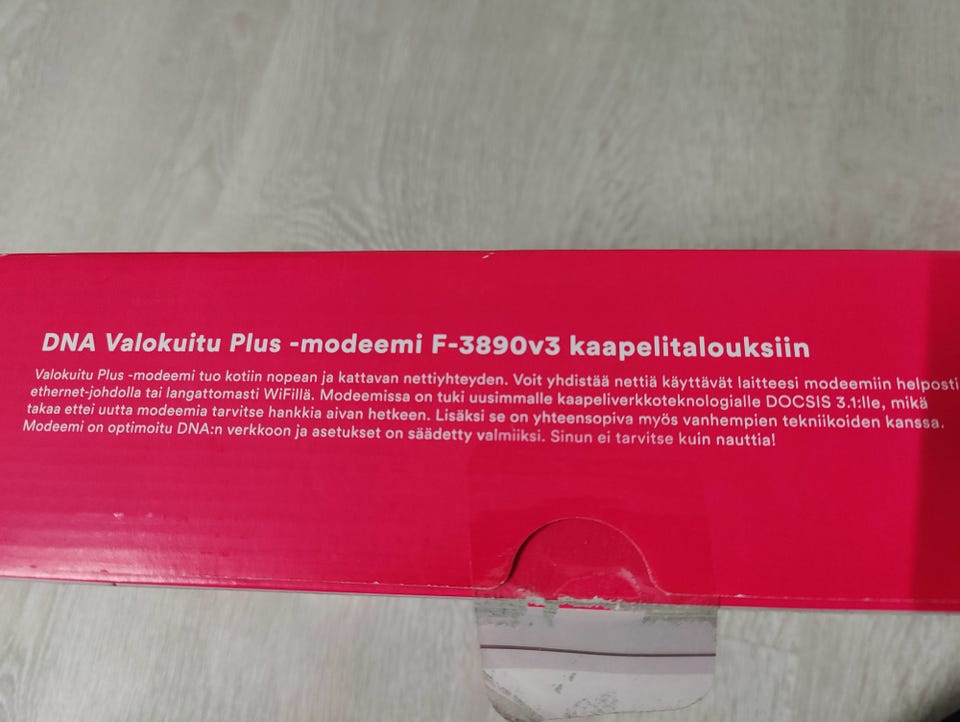 DNA Valokuitu Plus -modeemi F-3890v3 kaapelitalouksiin
Valokuitu Plus -modeemi tuo kotiin nopean ja kattavan nettiyhteyden. Voit yhdistää nettiä käyttävät laitteesi modeemiin helposti
ethernet-johdolla tai langattomasti WiFillä. Modeemissa on tuki uusimmalle kaapeliverkkoteknologialle DOCSIS 3.1:lle, mikä
takaa ettei uutta modeemia tarvitse hankkia aivan hetkeen. Lisäksi se on yhteensopiva myös vanhempien tekniikoiden kanssa.
Modeemi on optimoitu DNA:n verkkoon ja asetukset on säädetty valmiiksi. Sinun ei tarvitse kuin nauttia!